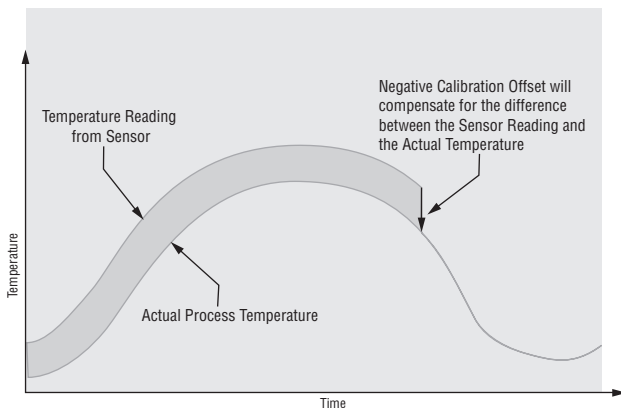 Negative Calibration Offset will
compensate for the difference
between the Sensor Reading and
the Actual Temperature
Temperature Reading
from Sensor
Temperature
Actual Process Temperature
Time